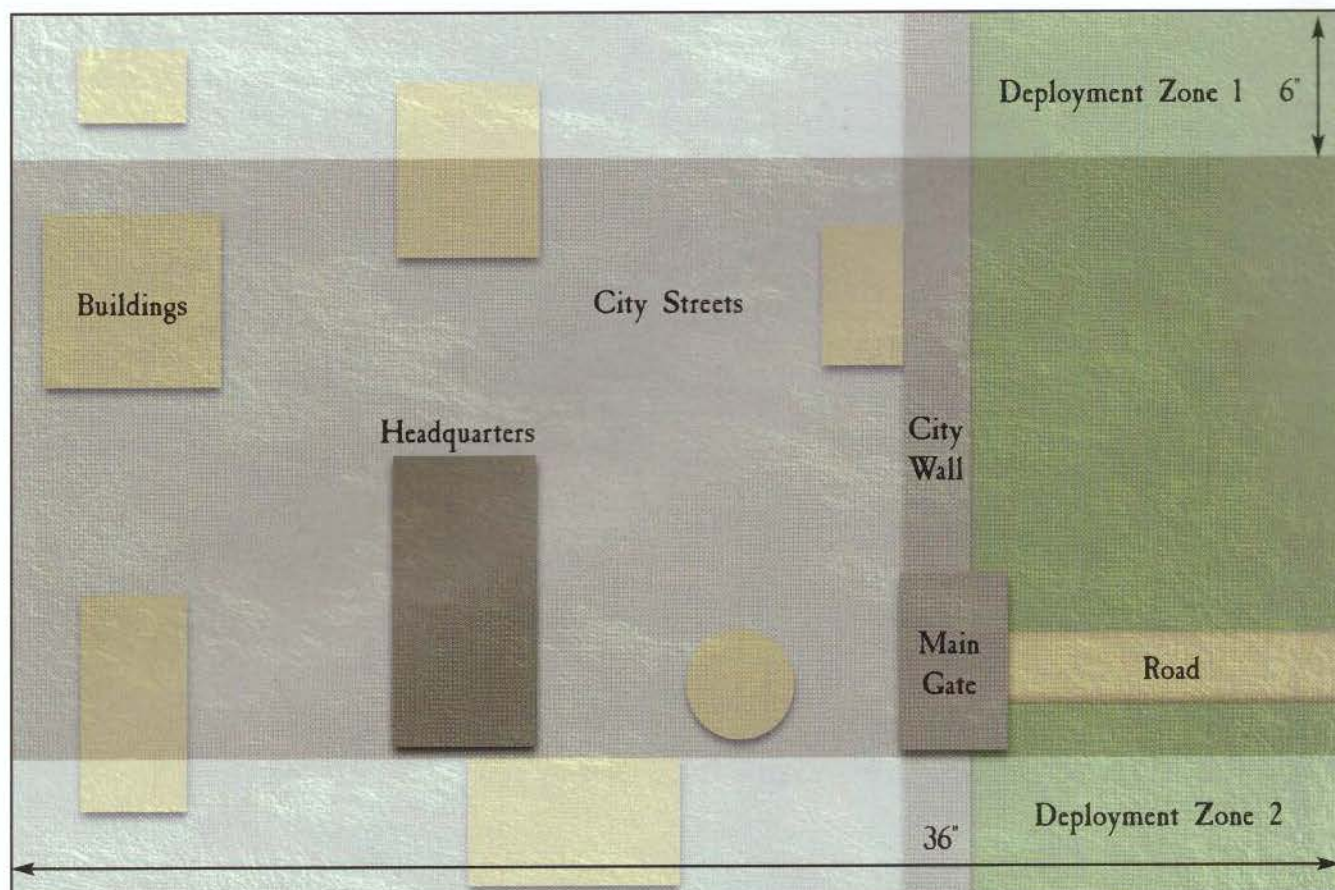 Deployment Zone 1 6"
Buildings
City Streets
Headquarters
City
Wall
Main
Gate
Road
Deployment Zone 2
36"